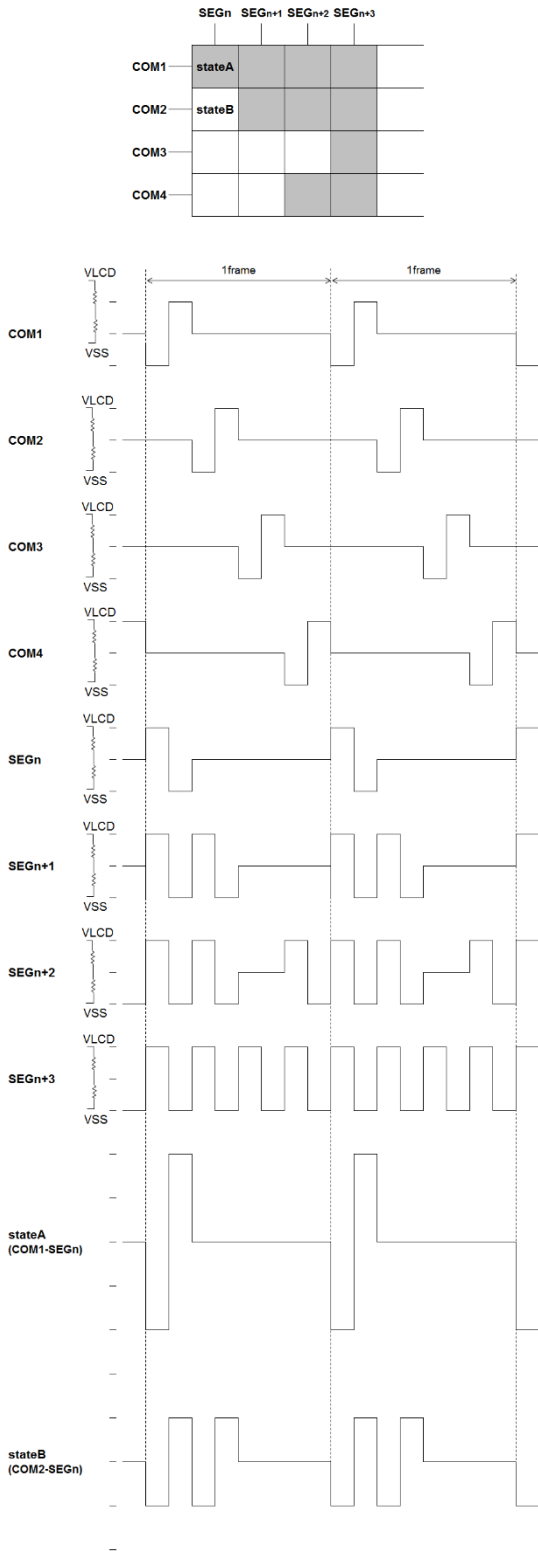 SEGn SEGn+1 SEGn+2 SEGn+3
COM1 stateA
COM2 stateB
COM3
COM4
1frame 1frame
VLCD
COM1
VSS
VLCD
COM2
VSS
VLCD
COM3
VSS
VLCD
COM4
VSS
VLCD
SEGn
VSS
VLCD
SEGn+1
VSS
VLCD
SEGn+2
VSS
VLCD
SEGn+3
VSS
stateA
(COM1-SEGn)
stateB
(COM2-SEGn)